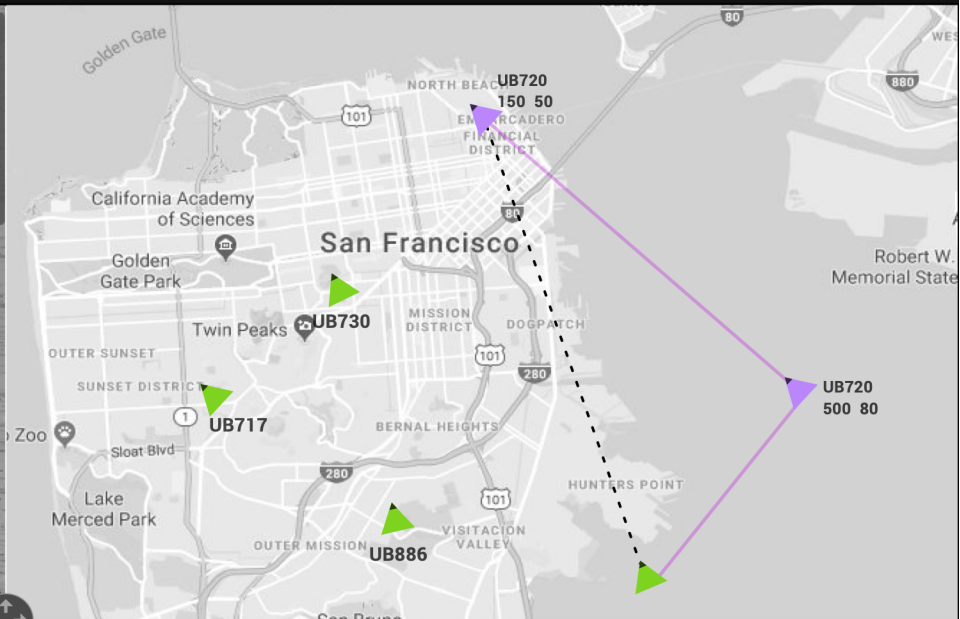 Golden Gate
80
WES
880
NORTH BEAC
UB720
150 50
101
EMBARCADERO
FINANCIAL
DISTRICT
California Academy
of Sciences
80
San Francisco
Golden
Gate Park
Robert W.
Memorial State
A
UB730
MISSION
DISTRICT
DOGPATCH
Twin Peaks
OUTER SUNSET
101
280
SUNSET DISTRICT
UB720
500 80
1
UB717
BERNAL HEIGHTS
o Zoo
Sloat Blvd
280
HUNTERS POINT
Lake
Merced Park
101
OUTER MISSION
UB886
VISITACION
VALLEY
San Bruno